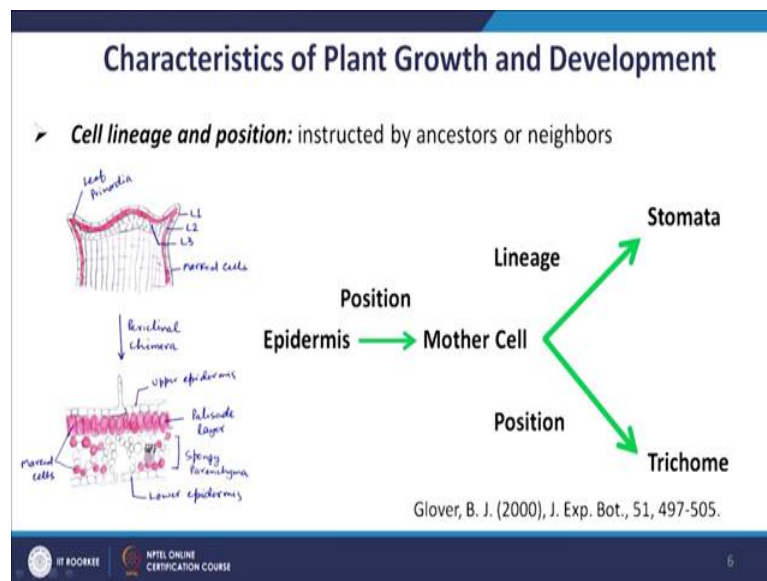 Characteristics of Plant Growth and Development
➤ Cell lineage and position: instructed by ancestors or neighbors
Leaf
Primordia
L1
L2
L3
Marked cells
Periclinal
chimera
Upper epidermis
Palisade
layer
Marked
cells
Spongy
Parenchyma
Lower epidermis
Position
Epidermis
Mother Cell
Lineage
Stomata
Position
Trichome
Glover, B. J. (2000), J. Exp. Bot., 51, 497-505.
IIT ROORKEE
NPTEL ONLINE
CERTIFICATION COURSE
6